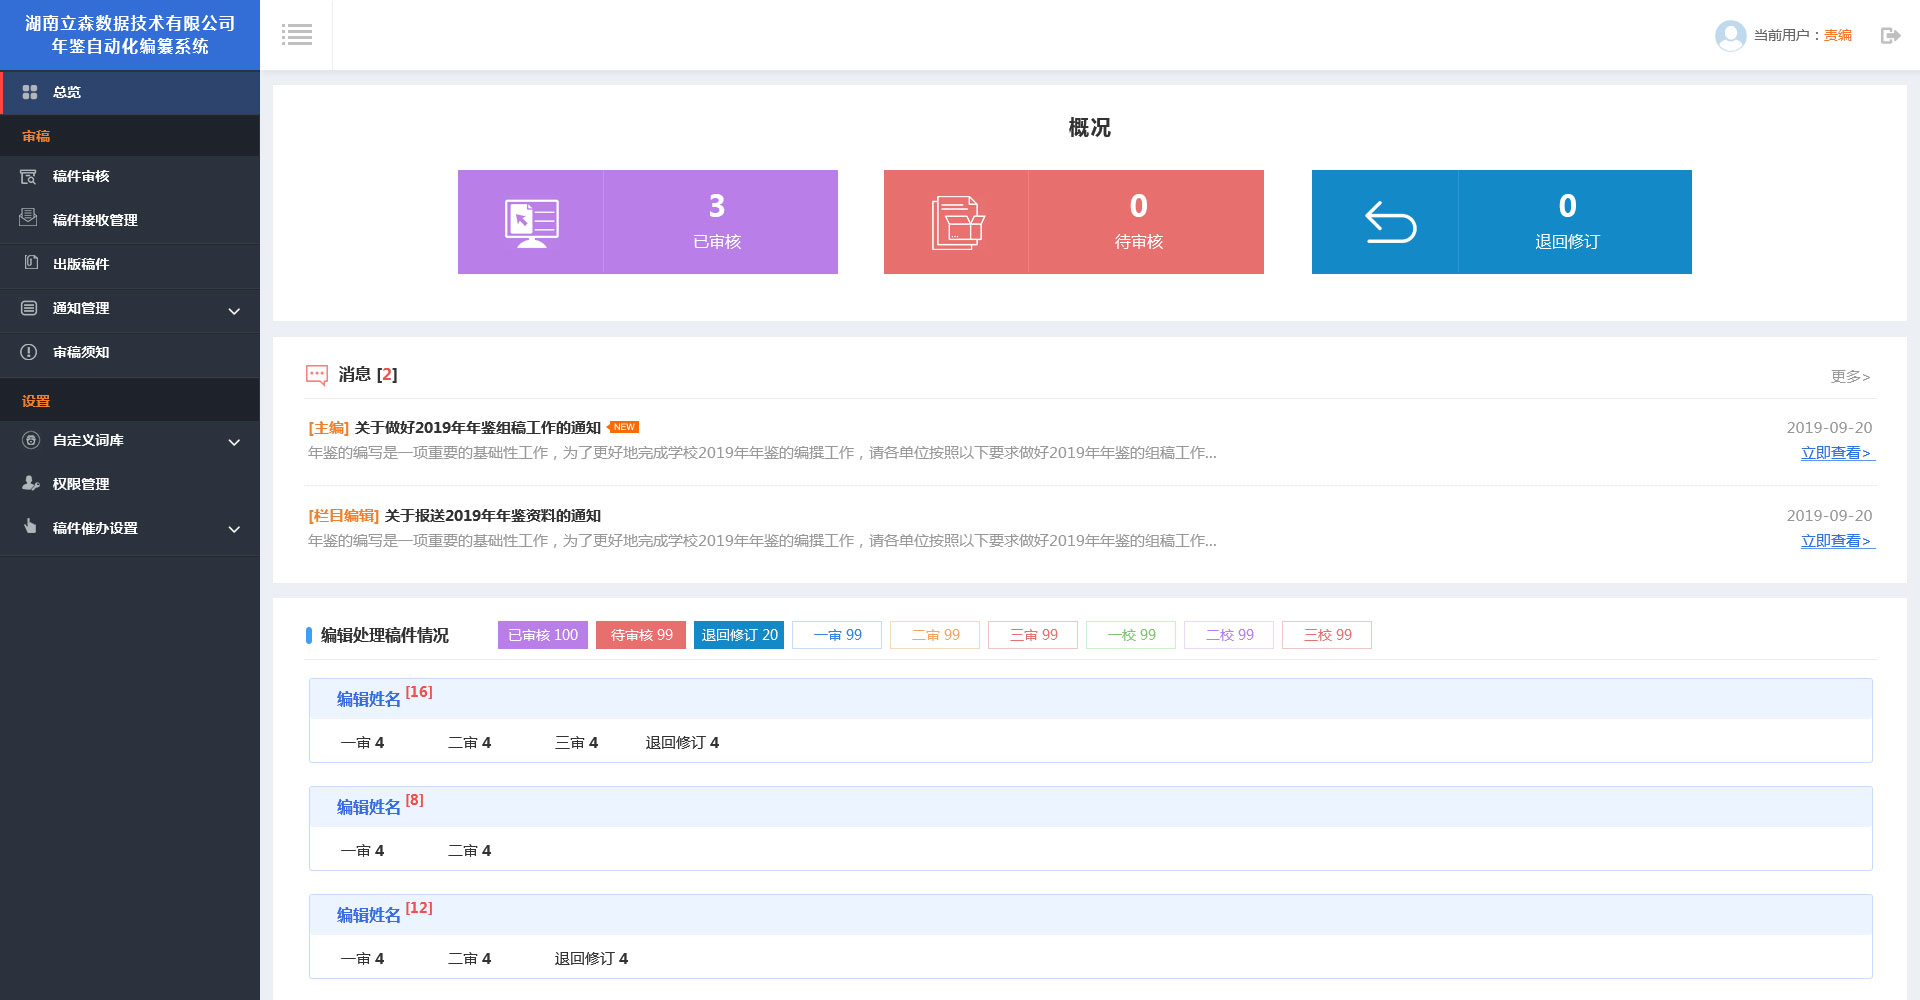 湖南立森数据技术有限公司
年鉴自动化编纂系统
当前用户：责编
总览
审稿
稿件审核
稿件接收管理
出版稿件
通知管理
审稿须知
设置
自定义词库
权限管理
稿件催办设置
概况
3
已审核
0
待审核
0
退回修订
消息 [2]
更多>
[主编] 关于做好2019年年鉴组稿工作的通知 NEW
2019-09-20
年鉴的编写是一项重要的基础性工作，为了更好地完成学校2019年年鉴的编撰工作，请各单位按照以下要求做好2019年年鉴的组稿工作...
立即查看>
[栏目编辑] 关于报送2019年年鉴资料的通知
2019-09-20
年鉴的编写是一项重要的基础性工作，为了更好地完成学校2019年年鉴的编撰工作，请各单位按照以下要求做好2019年年鉴的组稿工作...
立即查看>
编辑处理稿件情况
已审核 100 待审核 99 退回修订 20 一审 99 二审 99 三审 99 一校 99 二校 99 三校 99
编辑姓名 [16]
一审 4 二审 4 三审 4 退回修订 4
编辑姓名 [8]
一审 4 二审 4
编辑姓名 [12]
一审 4 二审 4 退回修订 4